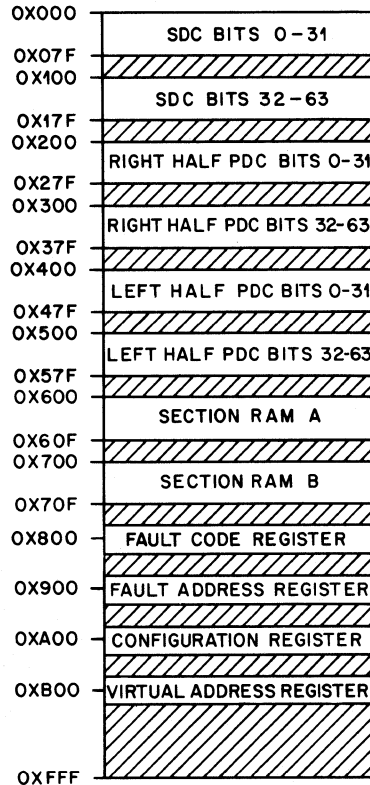 0X000
SDC BITS 0-31
0X07F
0X100
SDC BITS 32-63
0X17F
0X200
RIGHT HALF PDC BITS 0-31
0X27F
0X300
RIGHT HALF PDC BITS 32-63
0X37F
0X400
LEFT HALF PDC BITS 0-31
0X47F
0X500
LEFT HALF PDC BITS 32-63
0X57F
0X600
SECTION RAM A
0X60F
0X700
SECTION RAM B
0X70F
0X800 FAULT CODE REGISTER
0X900 FAULT ADDRESS REGISTER
0XA00 CONFIGURATION REGISTER
0XB00 VIRTUAL ADDRESS REGISTER
0XFFF